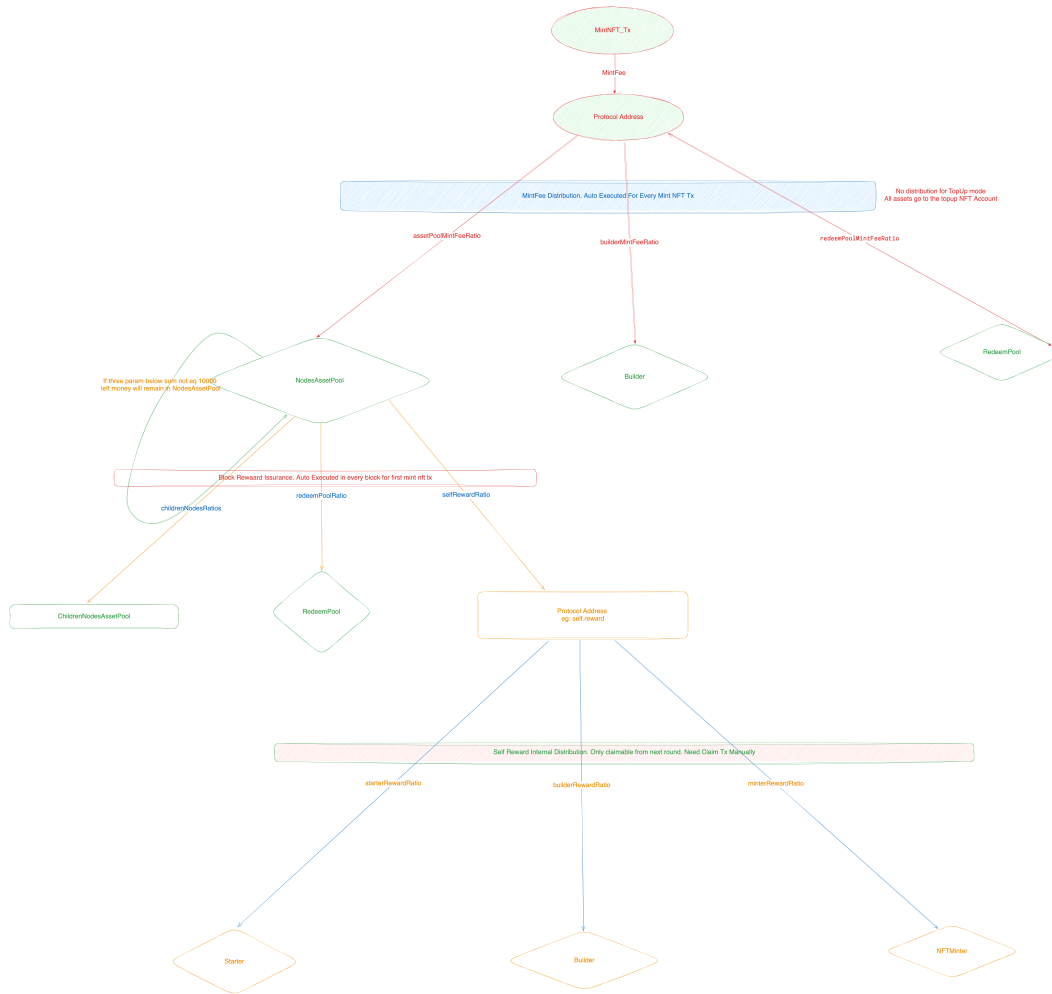 MintNFT_Tx
MintFee
Protocol Address
MintFee Distribution. Auto Executed For Every Mint NFT Tx
No distribution for TopUp mode
All assets go to the topup NFT Account
assetPoolMintFeeRatio
builderMintFeeRatio
redeemPoolMintFeeRatio
NodesAssetPool
Builder
RedeemPool
If three param below sum not eq 10000
left money will remain in NodesAssetPool
Block Rewaard Issurance. Auto Executed in every block for first mint nft tx
childrenNodesRatios
redeemPoolRatio
selfRewardRatio
ChildrenNodesAssetPool
RedeemPool
Protocol Address
eg: self.reward
Self Reward Internal Distribution. Only claimable from next round. Need Claim Tx Manually
starterRewardRatio
builderRewardRatio
minterRewardRatio
Starter
Builder
NFTMinter